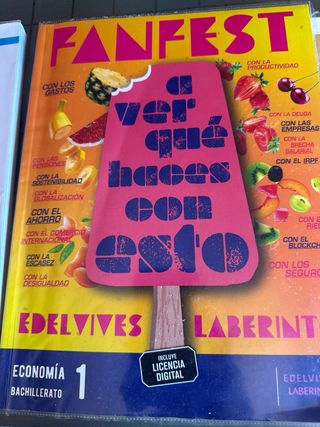 FANFEST
a
ver
qué
haces
con
esto
CON LOS
GASTOS
CON LAS
PENSIONES
CON LA
SOSTENIBILIDAD
CON LA
GLOBALIZACIÓN
CON EL
AHORRO
CON EL COMERCIO
INTERNACIONAL
CON LA
ESCASEZ
CON LA
DESIGUALDAD
CON LA
PRODUCTIVIDAD
CON LA DEUDA
CON LAS
EMPRESAS
CON LA
BRECHA
SALARIAL
CON EL IRPF
CON EL
CON EL
BLOCKCH
CON LOS
SEGURO
EDELVIVES
LABERINT
INCLUYE
LICENCIA
DIGITAL
ECONOMÍA
BACHILLERATO
1
EDELVIV
LABERIN